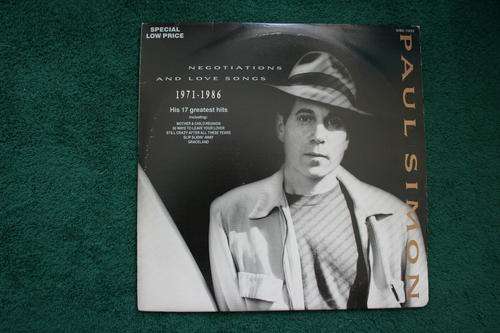 SPECIAL
LOW PRICE
NEGOTIATIONS
AND LOVE SONGS
1971-1986
His 17 greatest hits
including:
MOTHER & CHILD REUNION
50 WAYS TO LEAVE YOUR LOVER
STILL CRAZY AFTER ALL THESE YEARS
SLIP SLIDIN' AWAY
GRACELAND
PAUL SIMON